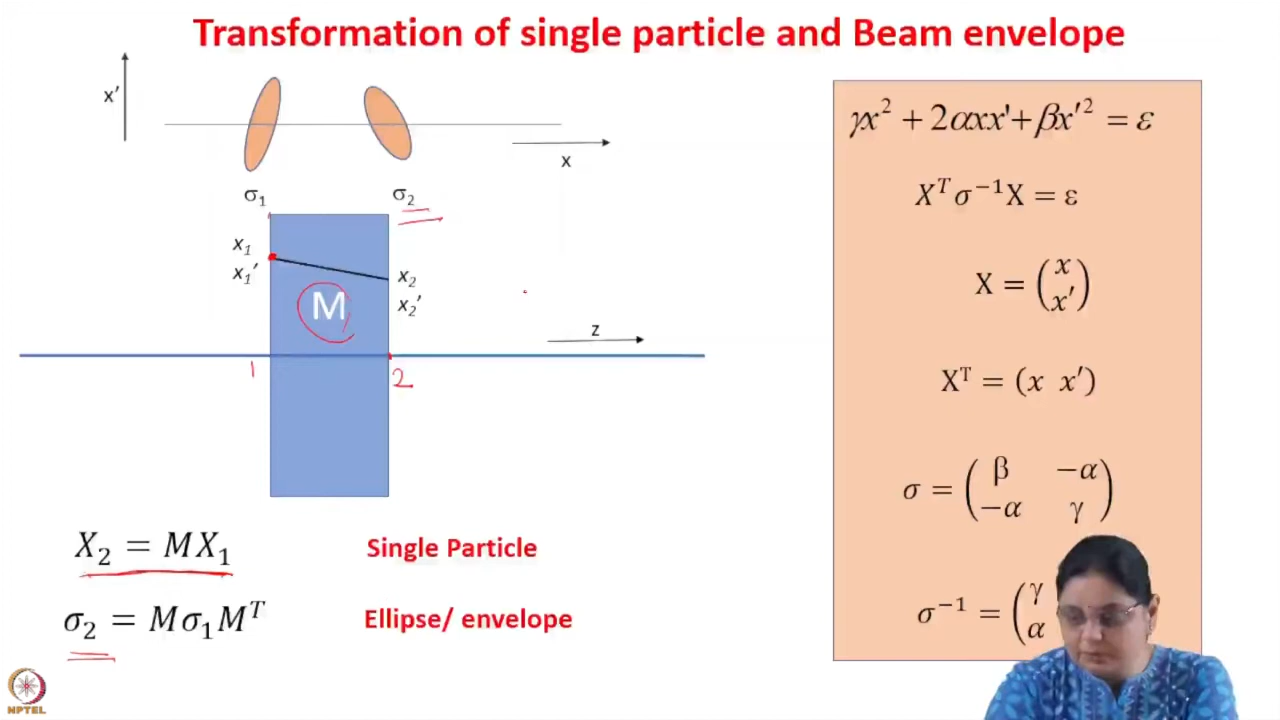 Transformation of single particle and Beam envelope
x′
x
σ₁
σ₂
x₁
x₁′
x₂
x₂′
M
z
1
2
X₂ = MX₁
Single Particle
σ₂ = Mσ₁Mᵀ
Ellipse/ envelope
γx² + 2αxx' + βx′² = ε
Xᵀσ⁻¹X = ε
X = (x
x′)
Xᵀ = (x x′)
σ = (β −α
−α γ)
σ⁻¹ = (γ
α
NPTEL